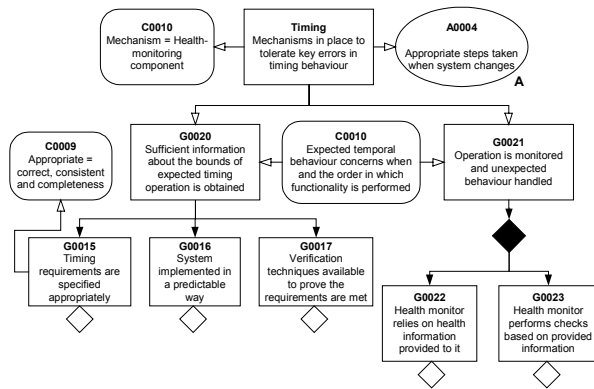 C0010
Mechanism = Health-
monitoring
component
Timing
Mechanisms in place to
tolerate key errors in
timing behaviour
A0004
Appropriate steps taken
when system changes
A
C0009
Appropriate =
correct, consistent
and completeness
G0020
Sufficient information
about the bounds of
expected timing
operation is obtained
C0010
Expected temporal
behaviour concerns when
and the order in which
functionality is performed
G0021
Operation is monitored
and unexpected
behaviour handled
G0015
Timing
requirements are
specified
appropriately
G0016
System
implemented in
a predictable
way
G0017
Verification
techniques available
to prove the
requirements are met
G0022
Health monitor
relies on health
information
provided to it
G0023
Health monitor
performs checks
based on provided
information